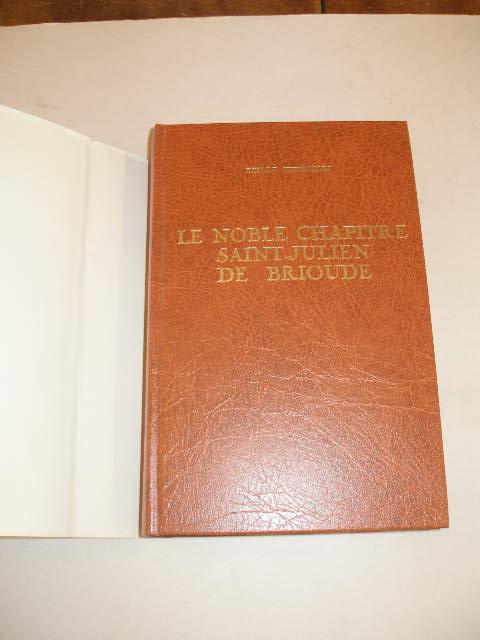 LE NOBLE CHAPITRE
SAINT-JULIEN
DE BRIOUDE